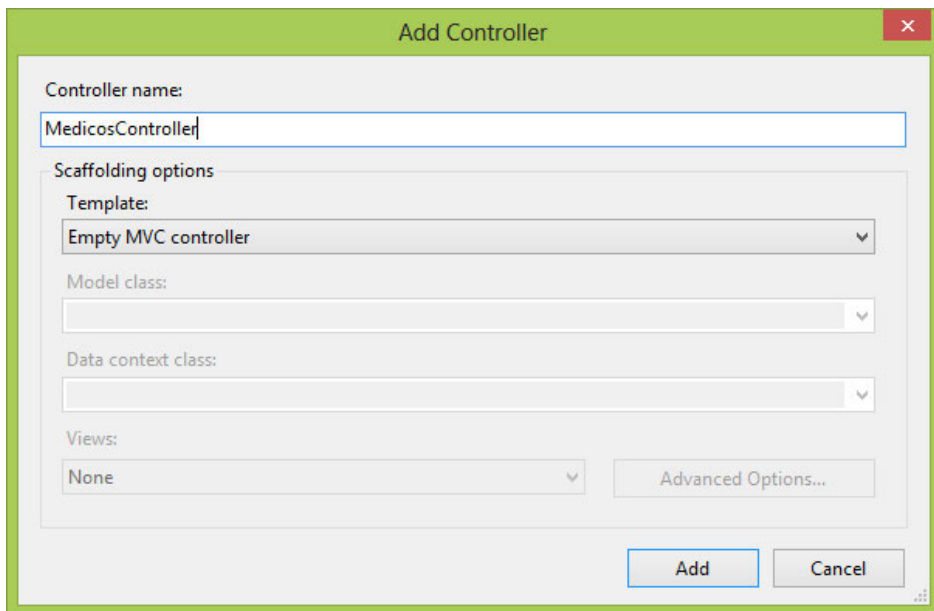 Add Controller
Controller name:
MedicosController
Scaffolding options
Template:
Empty MVC controller
Model class:
Data context class:
Views:
None
Advanced Options...
Add
Cancel